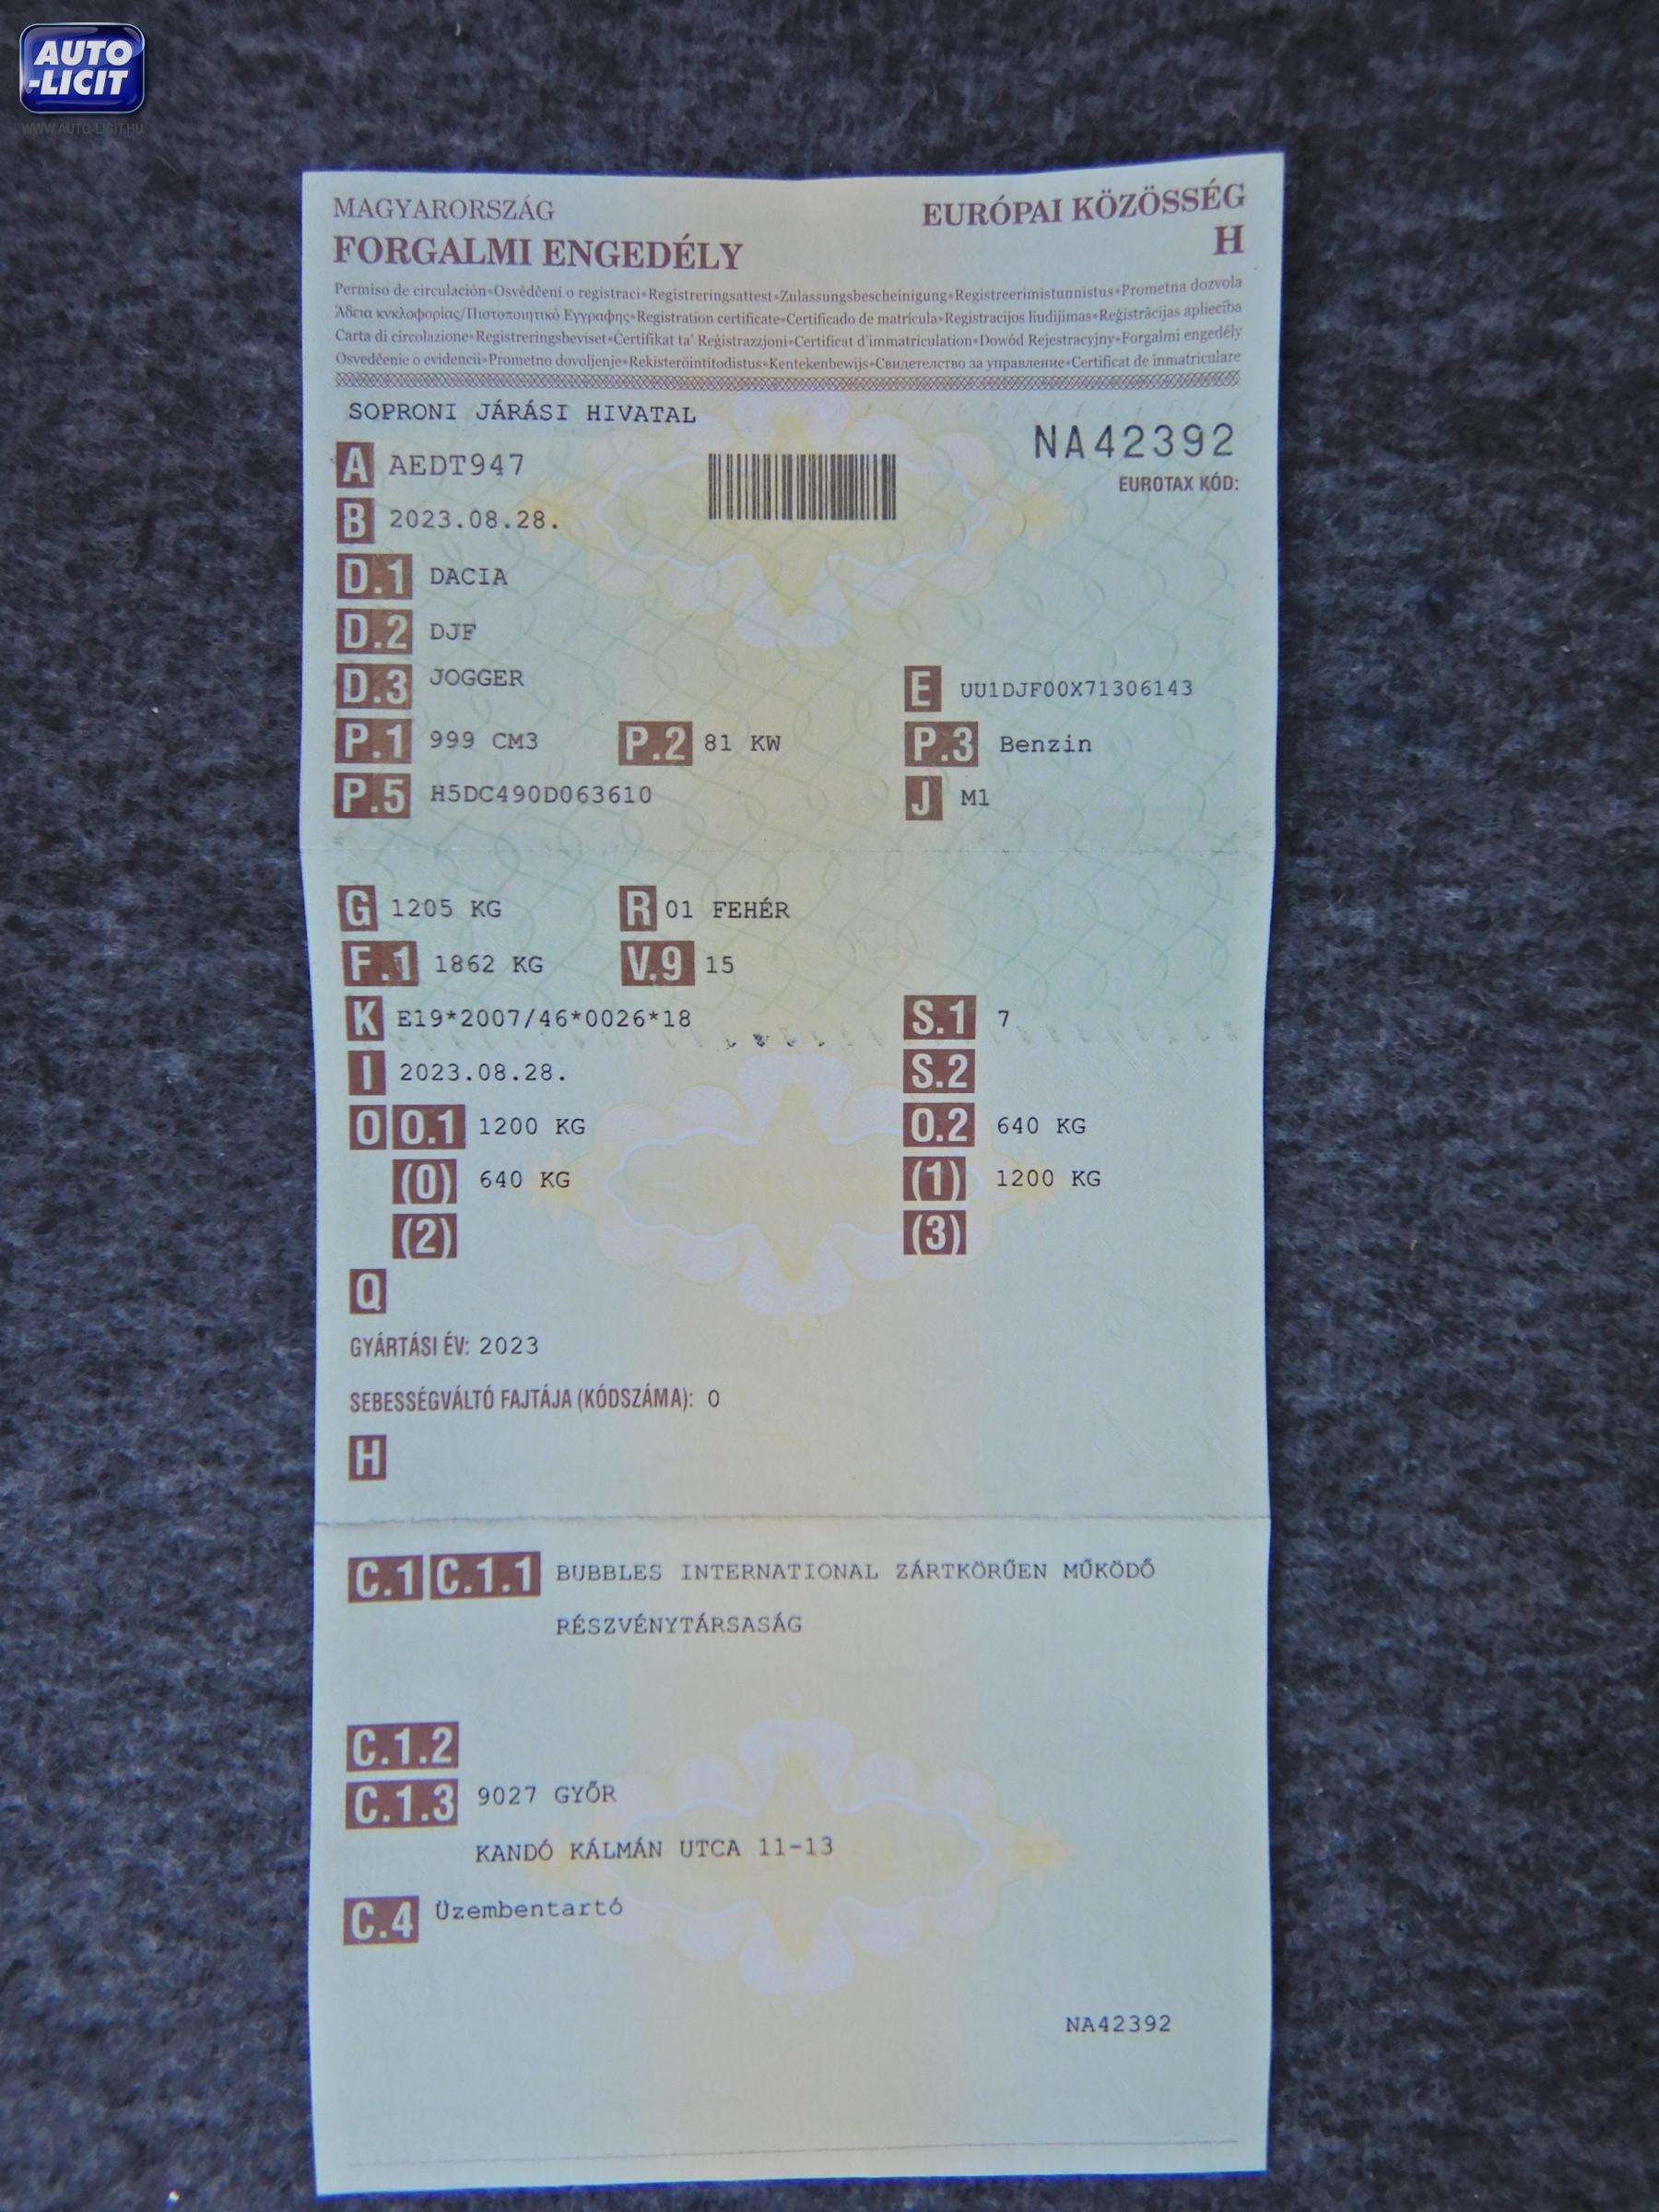 AUTO
-LICIT
WWW.AUTO-LICIT.HU
MAGYARORSZÁG
EURÓPAI KÖZÖSSÉG
FORGALMI ENGEDÉLY
H
Permiso de circulación•Osvědčení o registraci•Registreringsattest•Zulassungsbescheinigung•Registreerimistunnistus•Prometna dozvola
Άδεια κυκλοφορίας/Πιστοποιητικό Εγγραφης•Registration certificate•Certificado de matrícula•Registracijos liudijimas•Reģistrācijas apliecība
Carta di circolazione•Registreringsbeviset•Ċertifikat ta' Reġistrazzjoni•Certificat d'immatriculation•Dowód Rejestracyjny•Forgalmi engedély
Osvedčenie o evidencii•Prometno dovoljenje•Rekisteröintitodistus•Kentekenbewijs•Свидетелство за управление•Certificat de înmatriculare
SOPRONI JÁRÁSI HIVATAL
NA42392
A AEDT947
EUROTAX KÓD:
B 2023.08.28.
D.1 DACIA
D.2 DJF
D.3 JOGGER E UU1DJF00X71306143
P.1 999 CM3 P.2 81 KW P.3 Benzin
P.5 H5DC490D063610 J M1
G 1205 KG R 01 FEHÉR
F.1 1862 KG V.9 15
K E19*2007/46*0026*18 S.1 7
I 2023.08.28. S.2
O O.1 1200 KG O.2 640 KG
(0) 640 KG (1) 1200 KG
(2) (3)
Q
GYÁRTÁSI ÉV: 2023
SEBESSÉGVÁLTÓ FAJTÁJA (KÓDSZÁMA): 0
H
C.1 C.1.1 BUBBLES INTERNATIONAL ZÁRTKÖRŰEN MŰKÖDŐ
RÉSZVÉNYTÁRSASÁG
C.1.2
C.1.3 9027 GYŐR
KANDÓ KÁLMÁN UTCA 11-13
C.4 Üzembentartó
NA42392